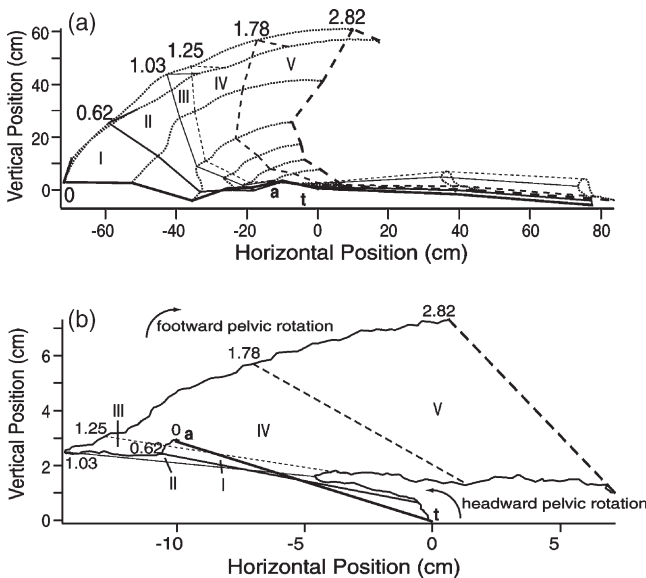 (a)
2.82
1.78
1.25
1.03
0.62
I
II
III
IV
V
0
a
t
60
40
20
0
Vertical Position (cm)
-60
-40
-20
0
20
40
60
80
Horizontal Position (cm)
(b)
footward pelvic rotation
2.82
1.78
III
1.25
0
a
0.62
1.03
II
I
IV
V
t
headward pelvic rotation
6
4
2
0
Vertical Position (cm)
-10
-5
0
5
Horizontal Position (cm)